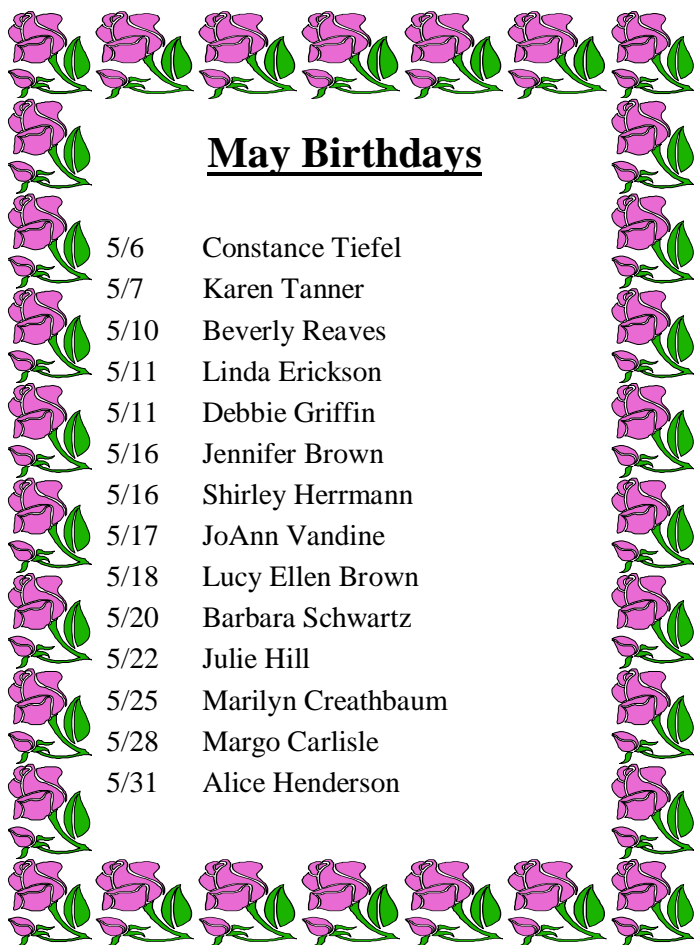 May Birthdays
5/6 Constance Tiefel
5/7 Karen Tanner
5/10 Beverly Reaves
5/11 Linda Erickson
5/11 Debbie Griffin
5/16 Jennifer Brown
5/16 Shirley Herrmann
5/17 JoAnn Vandine
5/18 Lucy Ellen Brown
5/20 Barbara Schwartz
5/22 Julie Hill
5/25 Marilyn Creathbaum
5/28 Margo Carlisle
5/31 Alice Henderson